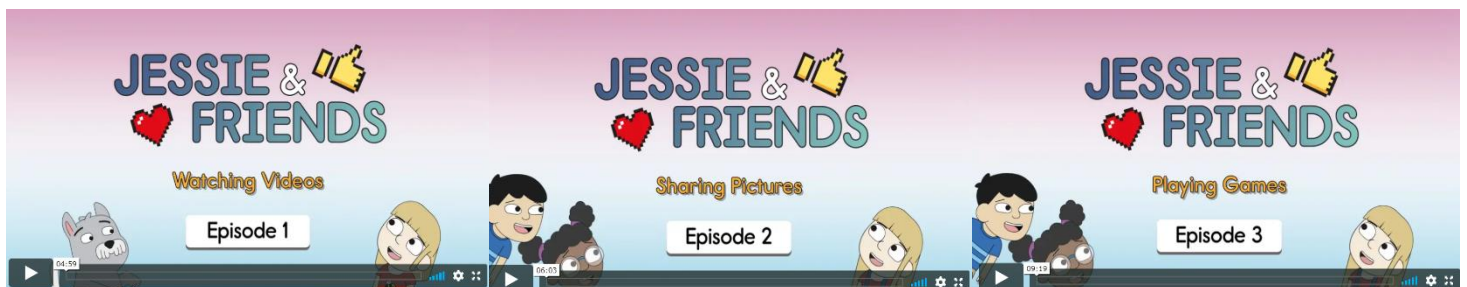 JESSIE &
FRIENDS
Watching Videos
Episode 1
04:59
JESSIE &
FRIENDS
Sharing Pictures
Episode 2
06:03
JESSIE &
FRIENDS
Playing Games
Episode 3
09:19